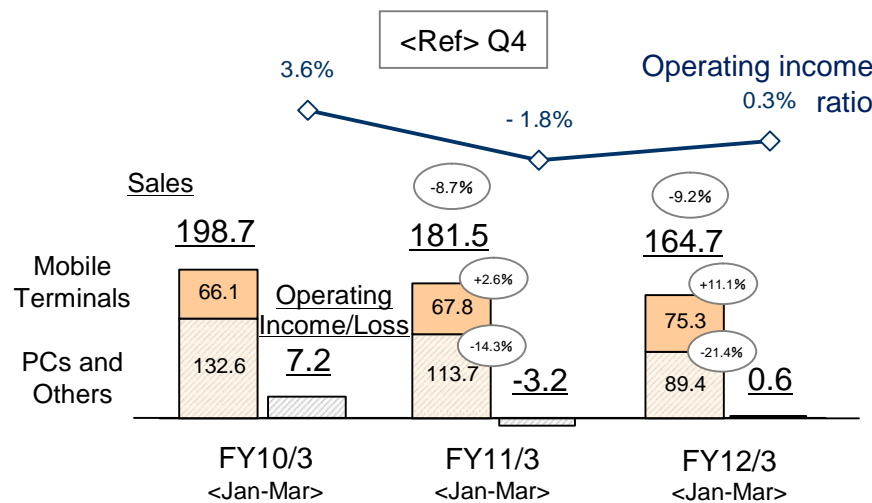 <Ref> Q4
Operating income
ratio
3.6%
- 1.8%
0.3%
Sales
-8.7%
-9.2%
198.7
181.5
164.7
Mobile
Terminals
66.1
Operating
Income/Loss
67.8
+2.6%
75.3
+11.1%
PCs and
Others
132.6
7.2
113.7
-14.3%
-3.2
89.4
-21.4%
0.6
FY10/3
<Jan-Mar>
FY11/3
<Jan-Mar>
FY12/3
<Jan-Mar>